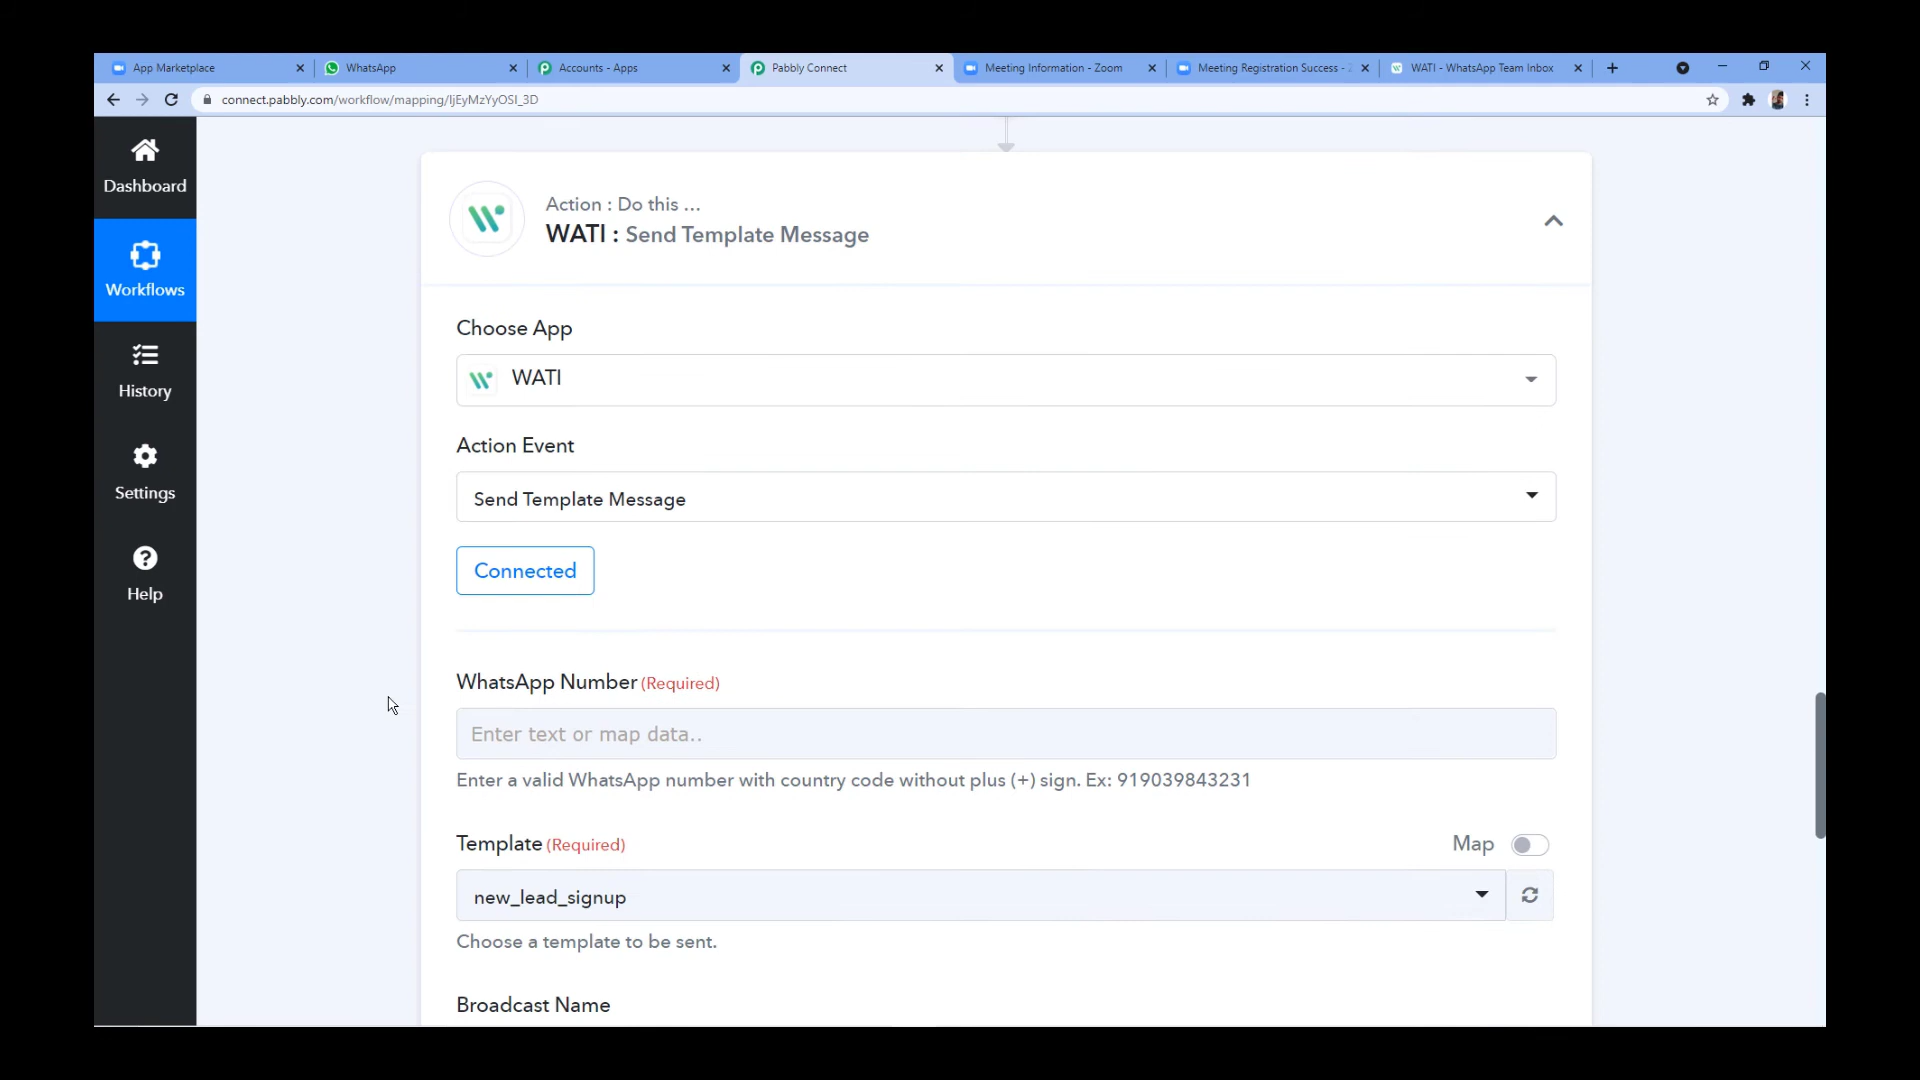 App Marketplace
WhatsApp
Accounts - Apps
Pabbly Connect
Meeting Information - Zoom
Meeting Registration Success -
WATI - WhatsApp Team Inbox
connect.pabbly.com/workflow/mapping/IjEyMzYyOSI_3D
Dashboard
Workflows
History
Settings
Help
Action : Do this ...
WATI : Send Template Message
Choose App
WATI
Action Event
Send Template Message
Connected
WhatsApp Number (Required)
Enter text or map data..
Enter a valid WhatsApp number with country code without plus (+) sign. Ex: 919039843231
Template (Required)
Map
new_lead_signup
Choose a template to be sent.
Broadcast Name